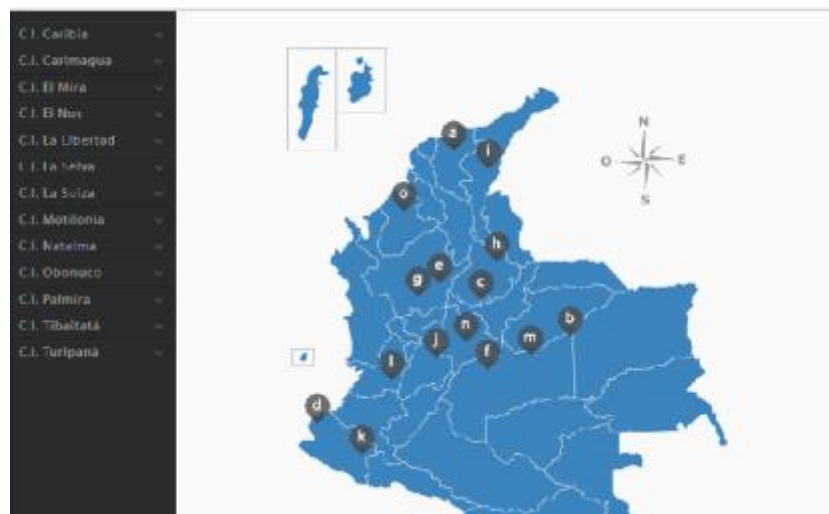 C.I. Caribia
C.I. Carimagua
C.I. El Mira
C.I. El Nus
C.I. La Libertad
C.I. La Selva
C.I. La Suiza
C.I. Motilonia
C.I. Nataima
C.I. Obonuco
C.I. Palmira
C.I. Tibaitatá
C.I. Turipaná
N
O
E
S
a
i
o
h
e
g
c
n
b
j
f
m
l
d
k